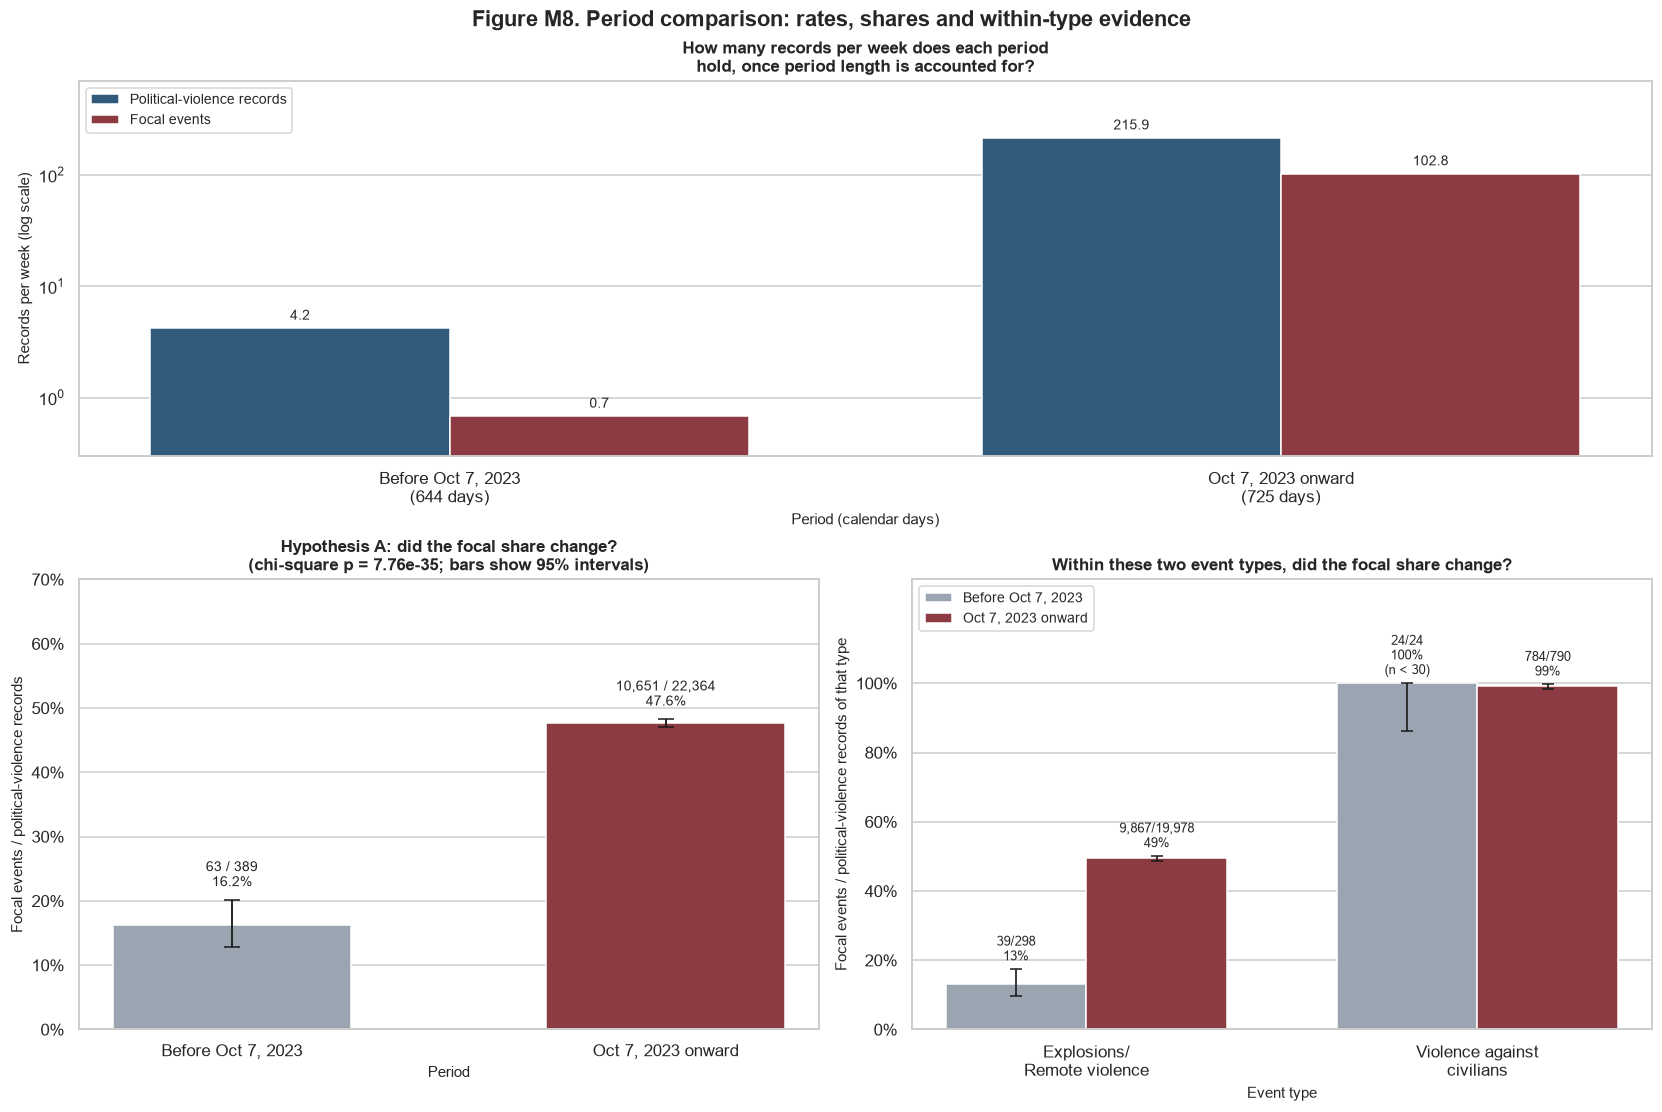 Figure M8. Period comparison: rates, shares and within-type evidence
How many records per week does each period
hold, once period length is accounted for?
Political-violence records
Focal events
Records per week (log scale)
10²
10¹
10⁰
4.2
0.7
215.9
102.8
Before Oct 7, 2023
(644 days)
Oct 7, 2023 onward
(725 days)
Period (calendar days)
Hypothesis A: did the focal share change?
(chi-square p = 7.76e-35; bars show 95% intervals)
Focal events / political-violence records
70%
60%
50%
40%
30%
20%
10%
0%
63 / 389
16.2%
10,651 / 22,364
47.6%
Before Oct 7, 2023
Oct 7, 2023 onward
Period
Within these two event types, did the focal share change?
Before Oct 7, 2023
Oct 7, 2023 onward
Focal events / political-violence records of that type
100%
80%
60%
40%
20%
0%
39/298
13%
9,867/19,978
49%
24/24
100%
(n < 30)
784/790
99%
Explosions/
Remote violence
Violence against
civilians
Event type